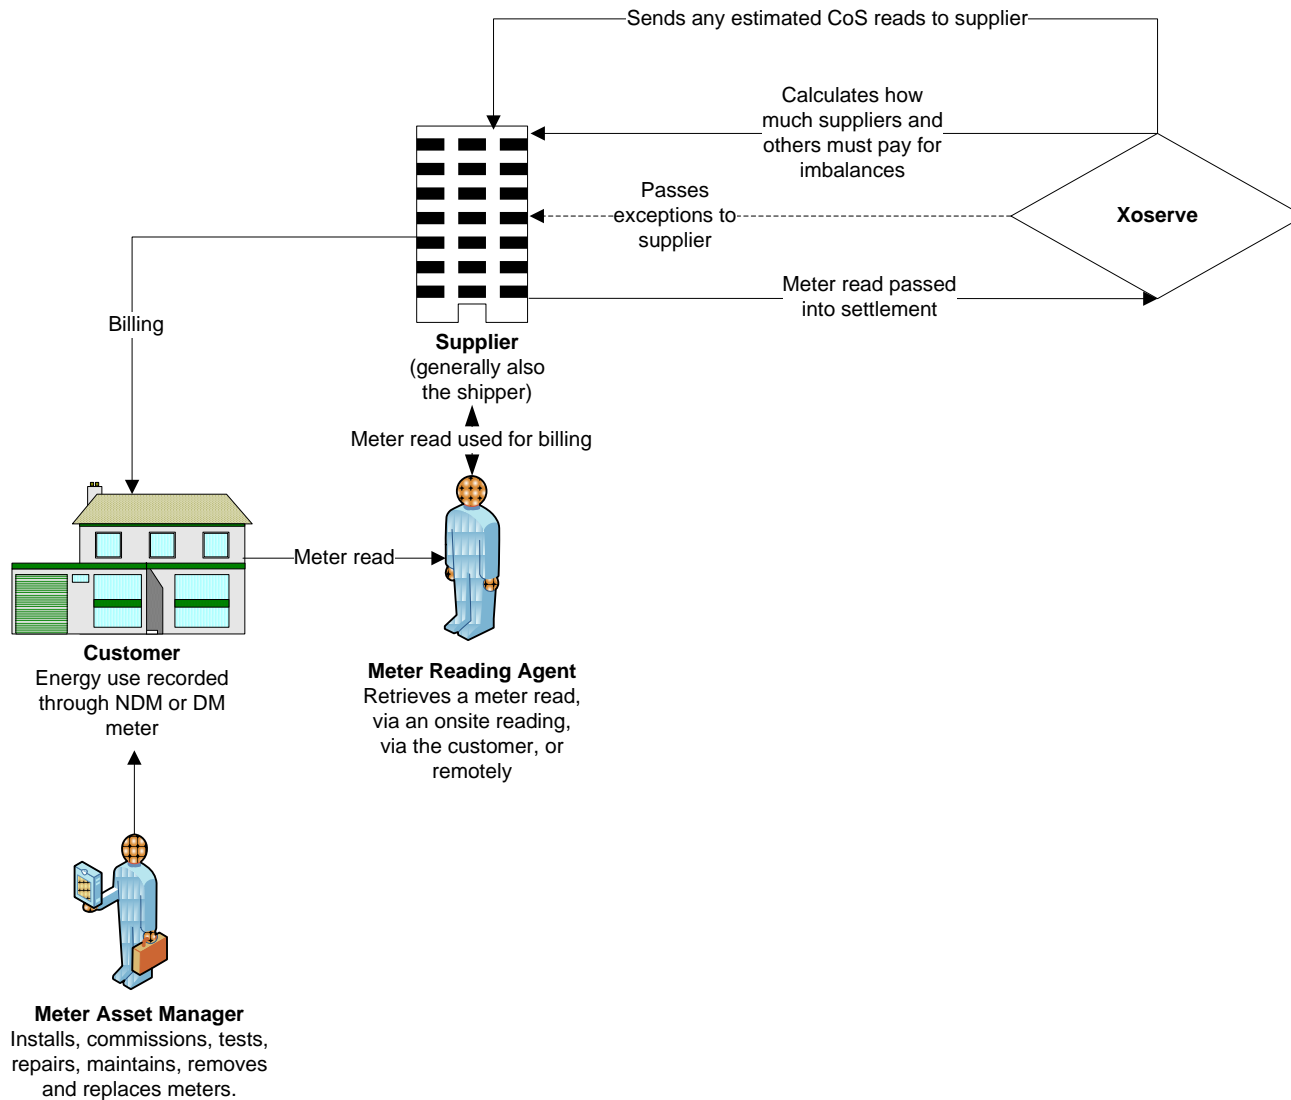 Sends any estimated CoS reads to supplier
Calculates how
much suppliers and
others must pay for
imbalances
Passes
exceptions to
supplier
Xoserve
Meter read passed
into settlement
Billing
Supplier
(generally also
the shipper)
Meter read used for billing
Meter read
Customer
Energy use recorded
through NDM or DM
meter
Meter Reading Agent
Retrieves a meter read,
via an onsite reading,
via the customer, or
remotely
Meter Asset Manager
Installs, commissions, tests,
repairs, maintains, removes
and replaces meters.